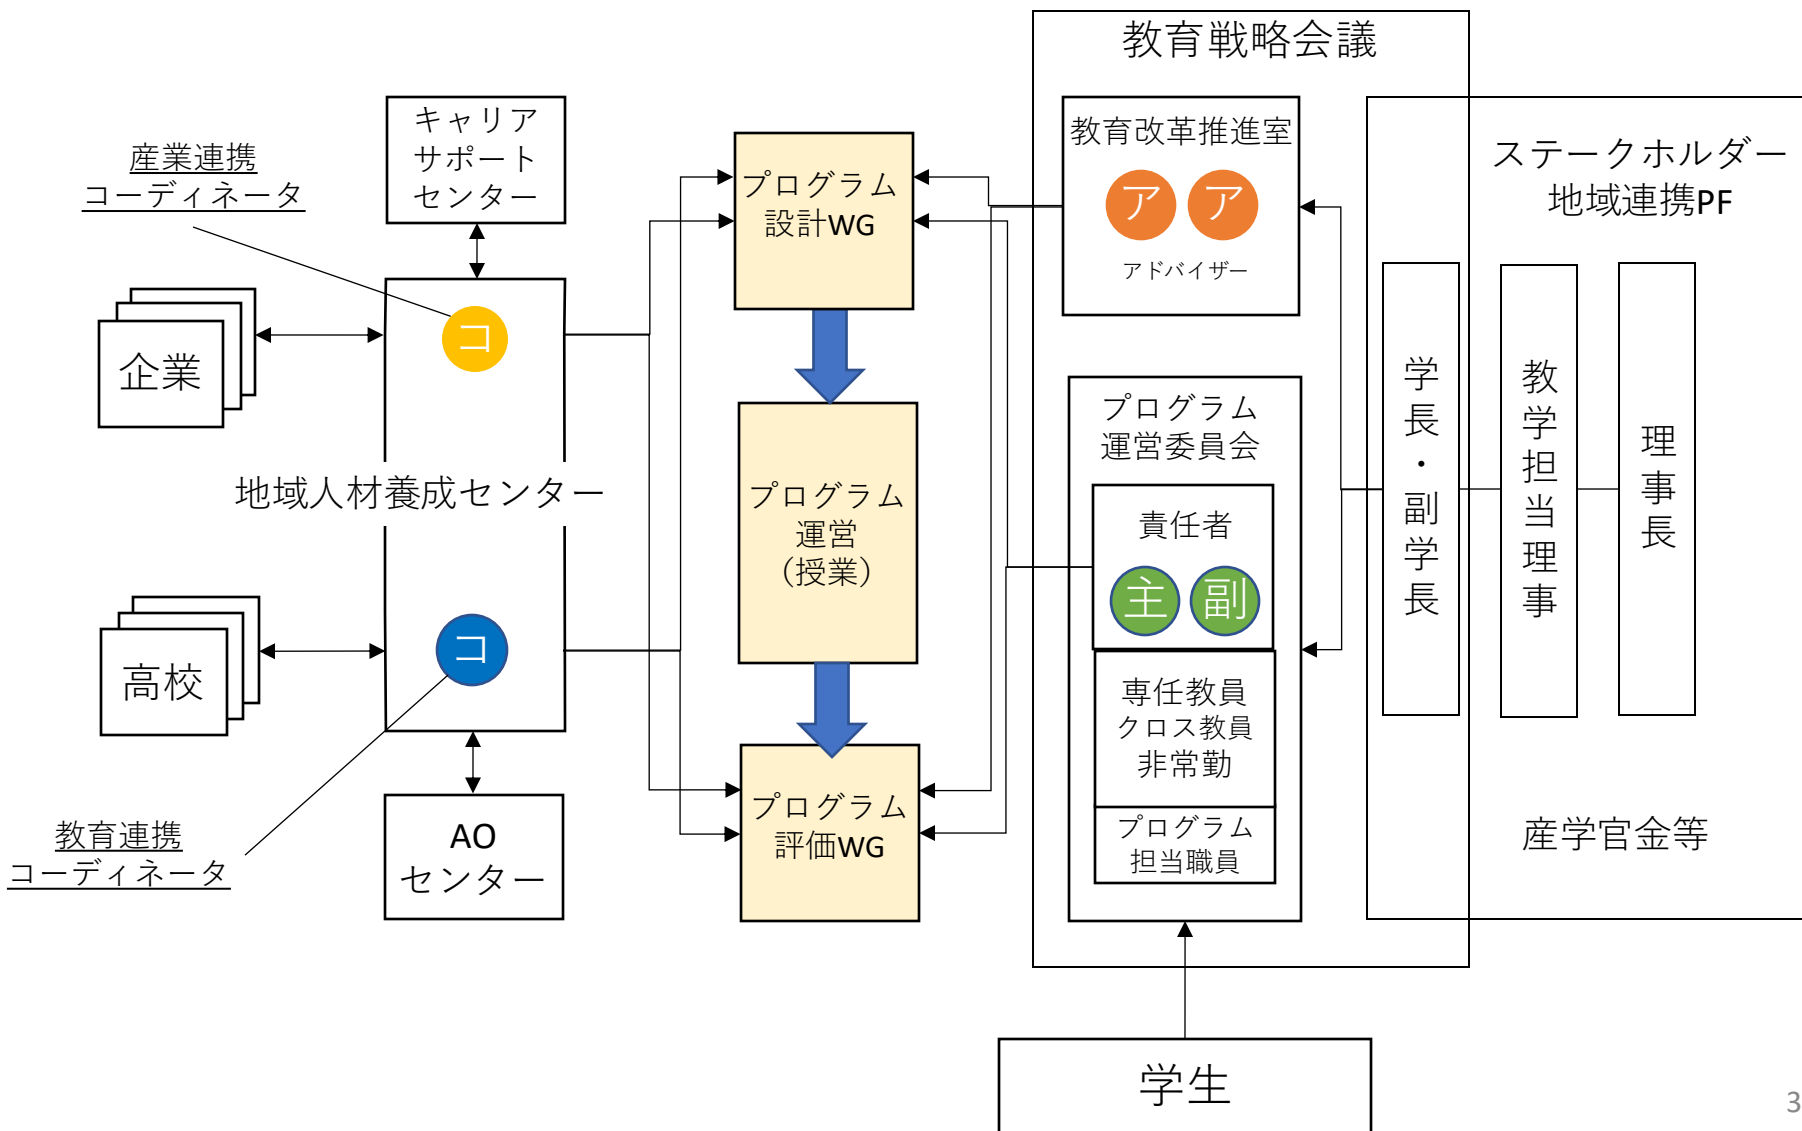 教育戦略会議
キャリア
サポート
センター
産業連携
コーディネータ
プログラム
設計WG
教育改革推進室
ア ア
アドバイザー
ステークホルダー
地域連携PF
コ
企業
地域人材養成センター
プログラム
運営
（授業）
プログラム
運営委員会
責任者
主 副
専任教員
クロス教員
非常勤
プログラム
担当職員
学長・副学長
教学担当理事
理事長
コ
高校
教育連携
コーディネータ
AO
センター
プログラム
評価WG
産学官金等
学生
3